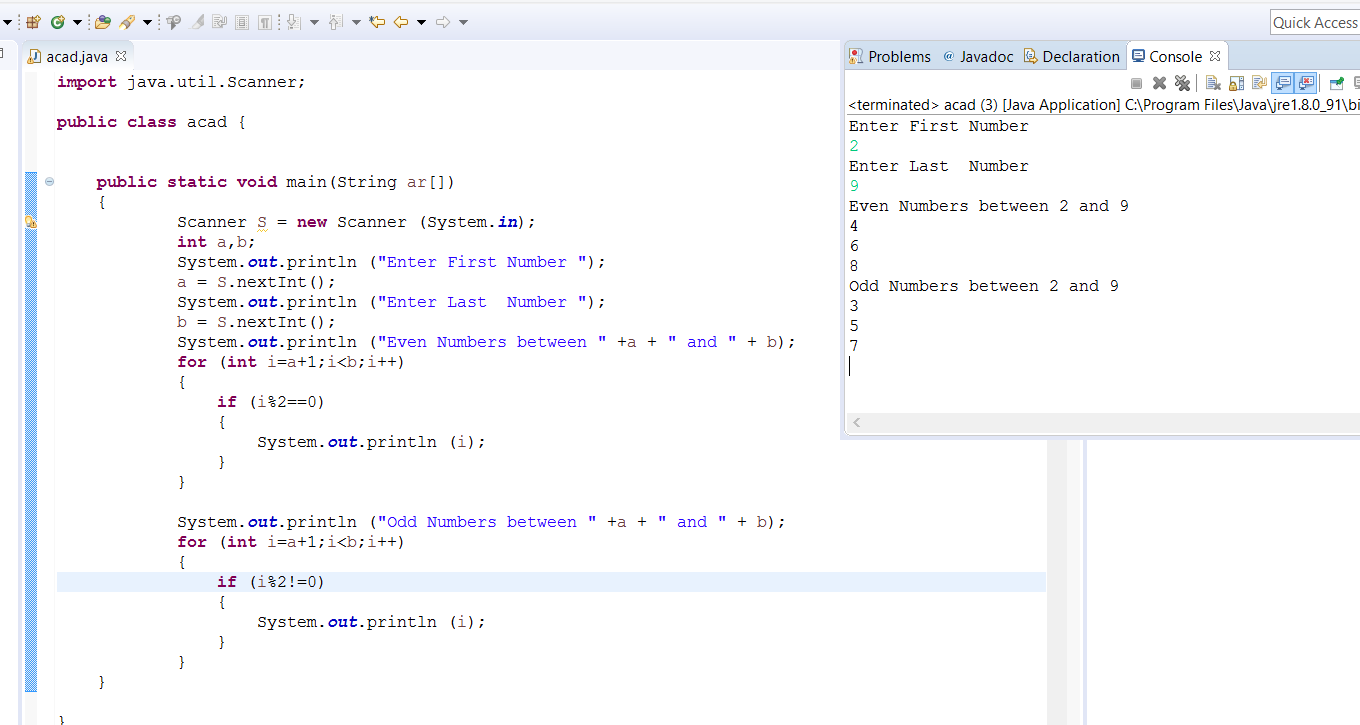 Quick Access
acad.java
import java.util.Scanner;
public class acad {
public static void main(String ar[])
{
Scanner S = new Scanner (System.in);
int a,b;
System.out.println ("Enter First Number ");
a = S.nextInt();
System.out.println ("Enter Last  Number ");
b = S.nextInt();
System.out.println ("Even Numbers between " +a + " and " + b);
for (int i=a+1;i<b;i++)
{
if (i%2==0)
{
System.out.println (i);
}
}
System.out.println ("Odd Numbers between " +a + " and " + b);
for (int i=a+1;i<b;i++)
{
if (i%2!=0)
{
System.out.println (i);
}
}
}
}
Problems @ Javadoc Declaration Console
<terminated> acad (3) [Java Application] C:\Program Files\Java\jre1.8.0_91\bi
Enter First Number
2
Enter Last  Number
9
Even Numbers between 2 and 9
4
6
8
Odd Numbers between 2 and 9
3
5
7